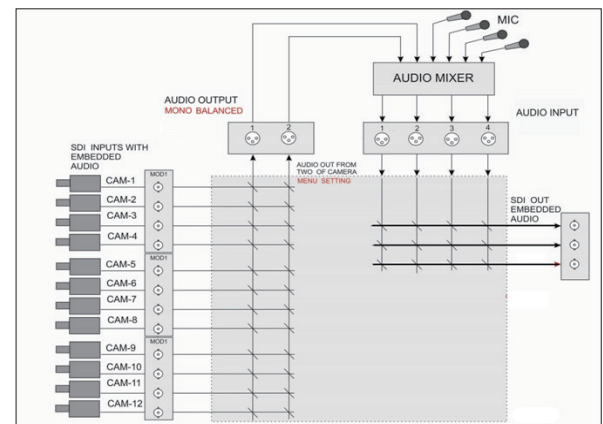 MIC
AUDIO MIXER
AUDIO OUTPUT
MONO BALANCED
AUDIO INPUT
1
2
1
2
3
4
SDI INPUTS WITH
EMBEDDED
AUDIO
AUDIO OUT FROM
TWO OF CAMERA
MENU SETTING
MOD1
CAM-1
CAM-2
CAM-3
CAM-4
SDI OUT
EMBEDDED
AUDIO
MOD1
CAM-5
CAM-6
CAM-7
CAM-8
MOD1
CAM-9
CAM-10
CAM-11
CAM-12